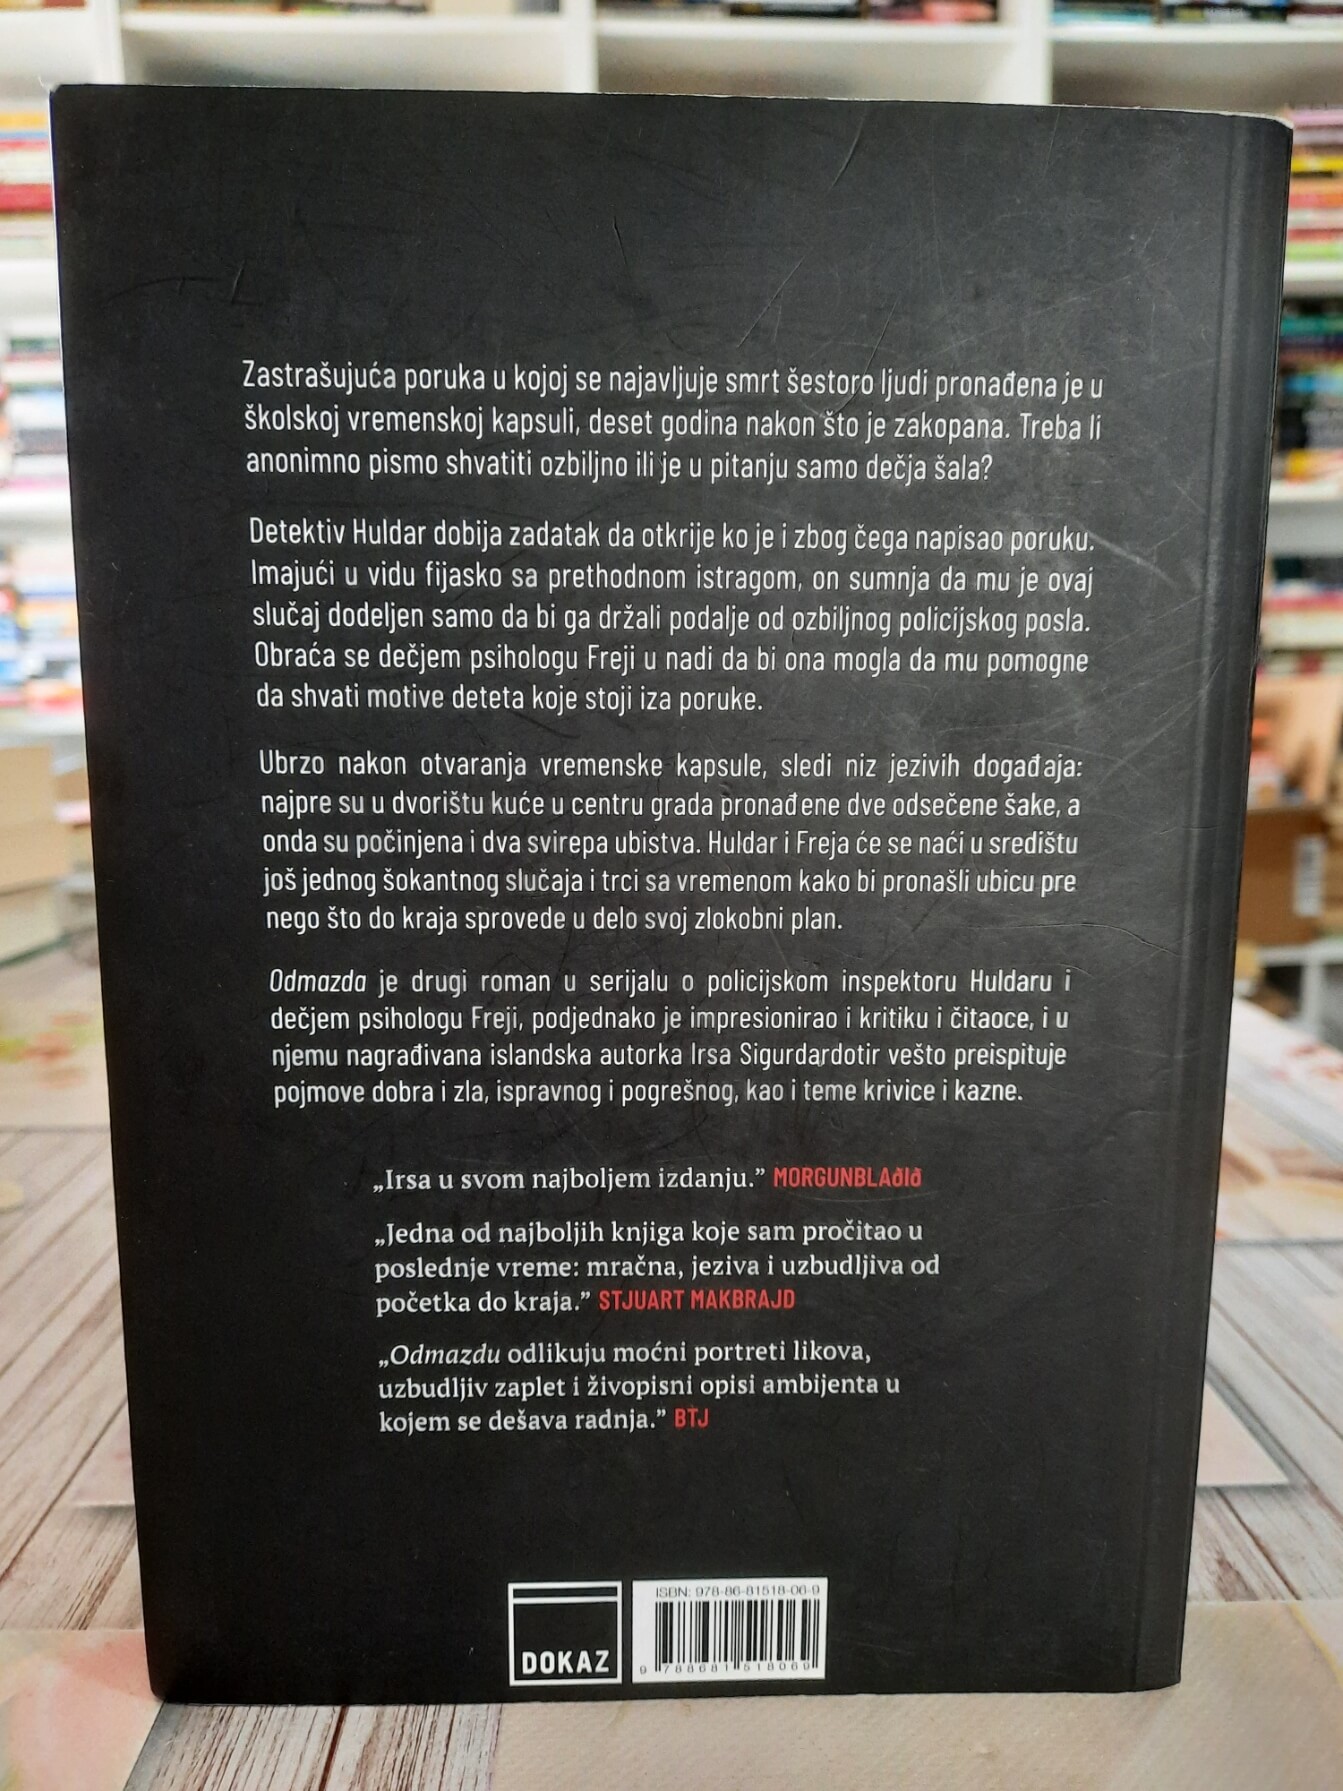 Zastrašujuća poruka u kojoj se najavljuje smrt šestoro ljudi pronađena je u
školskoj vremenskoj kapsuli, deset godina nakon što je zakopana. Treba li
anonimno pismo shvatiti ozbiljno ili je u pitanju samo dečja šala?
Detektiv Huldar dobija zadatak da otkrije ko je i zbog čega napisao poruku.
Imajući u vidu fijasko sa prethodnom istragom, on sumnja da mu je ovaj
slučaj dodeljen samo da bi ga držali podalje od ozbiljnog policijskog posla.
Obraća se dečjem psihologu Freji u nadi da bi ona mogla da mu pomogne
da shvati motive deteta koje stoji iza poruke.
Ubrzo nakon otvaranja vremenske kapsule, sledi niz jezivih događaja:
najpre su u dvorištu kuće u centru grada pronađene dve odsečene šake, a
onda su počinjena i dva svirepa ubistva. Huldar i Freja će se naći u središtu
još jednog šokantnog slučaja i trci sa vremenom kako bi pronašli ubicu pre
nego što do kraja sprovede u delo svoj zlokobni plan.
Odmazda je drugi roman u serijalu o policijskom inspektoru Huldaru i
dečjem psihologu Freji, podjednako je impresionirao i kritiku i čitaoce, i u
njemu nagrađivana islandska autorka Irsa Sigurdardotir vešto preispituje
pojmove dobra i zla, ispravnog i pogrešnog, kao i teme krivice i kazne.
„Irsa u svom najboljem izdanju.” MORGUNBLAðIð
„Jedna od najboljih knjiga koje sam pročitao u
poslednje vreme: mračna, jeziva i uzbudljiva od
početka do kraja.” STJUART MAKBRAJD
„Odmazdu odlikuju moćni portreti likova,
uzbudljiv zaplet i živopisni opisi ambijenta u
kojem se dešava radnja.” BTJ
ISBN: 978-86-81518-06-9
DOKAZ
9 788681 518069